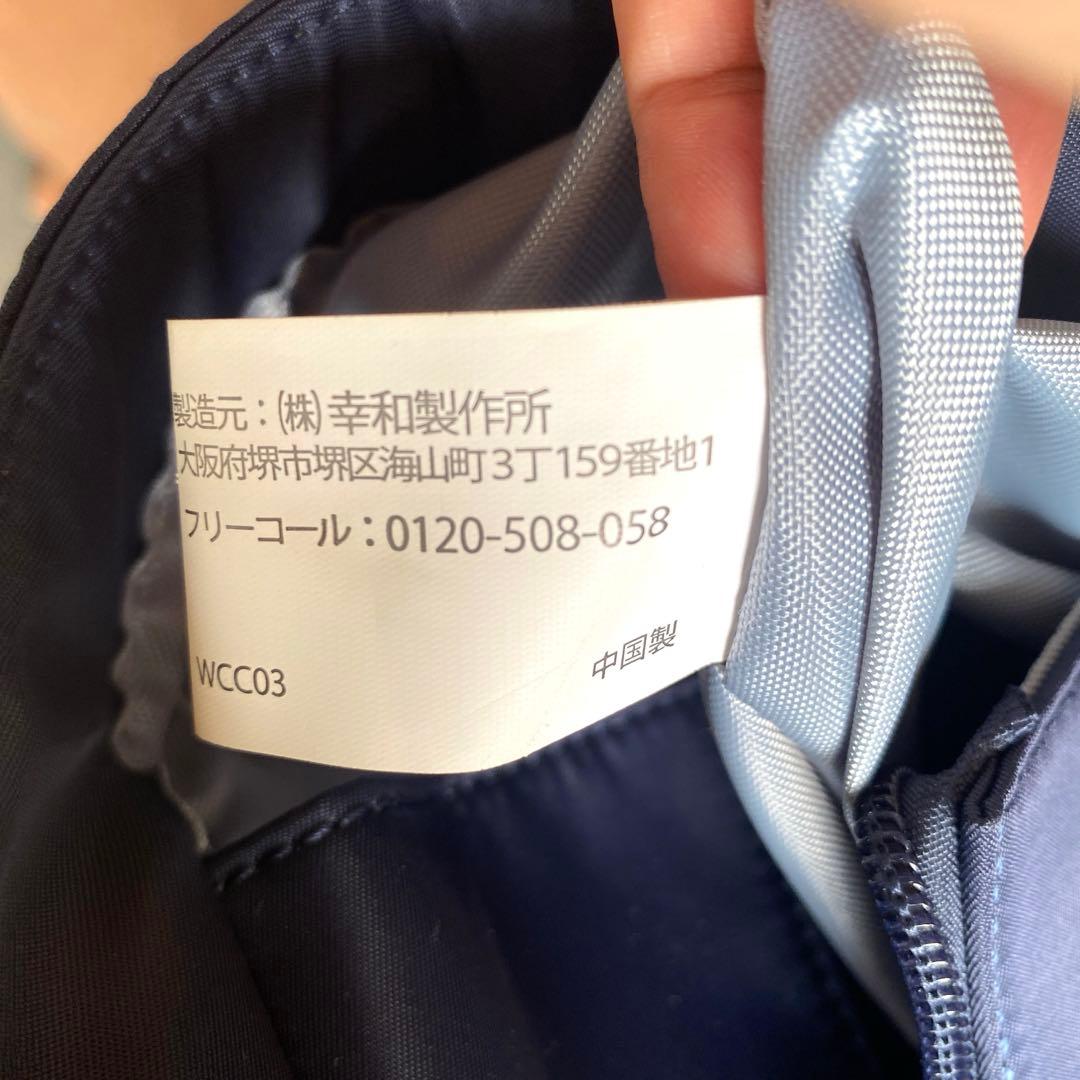 製造元：(株)幸和製作所
大阪府堺市堺区海山町3丁159番地1
フリーコール：0120-508-058
WCC03
中国製